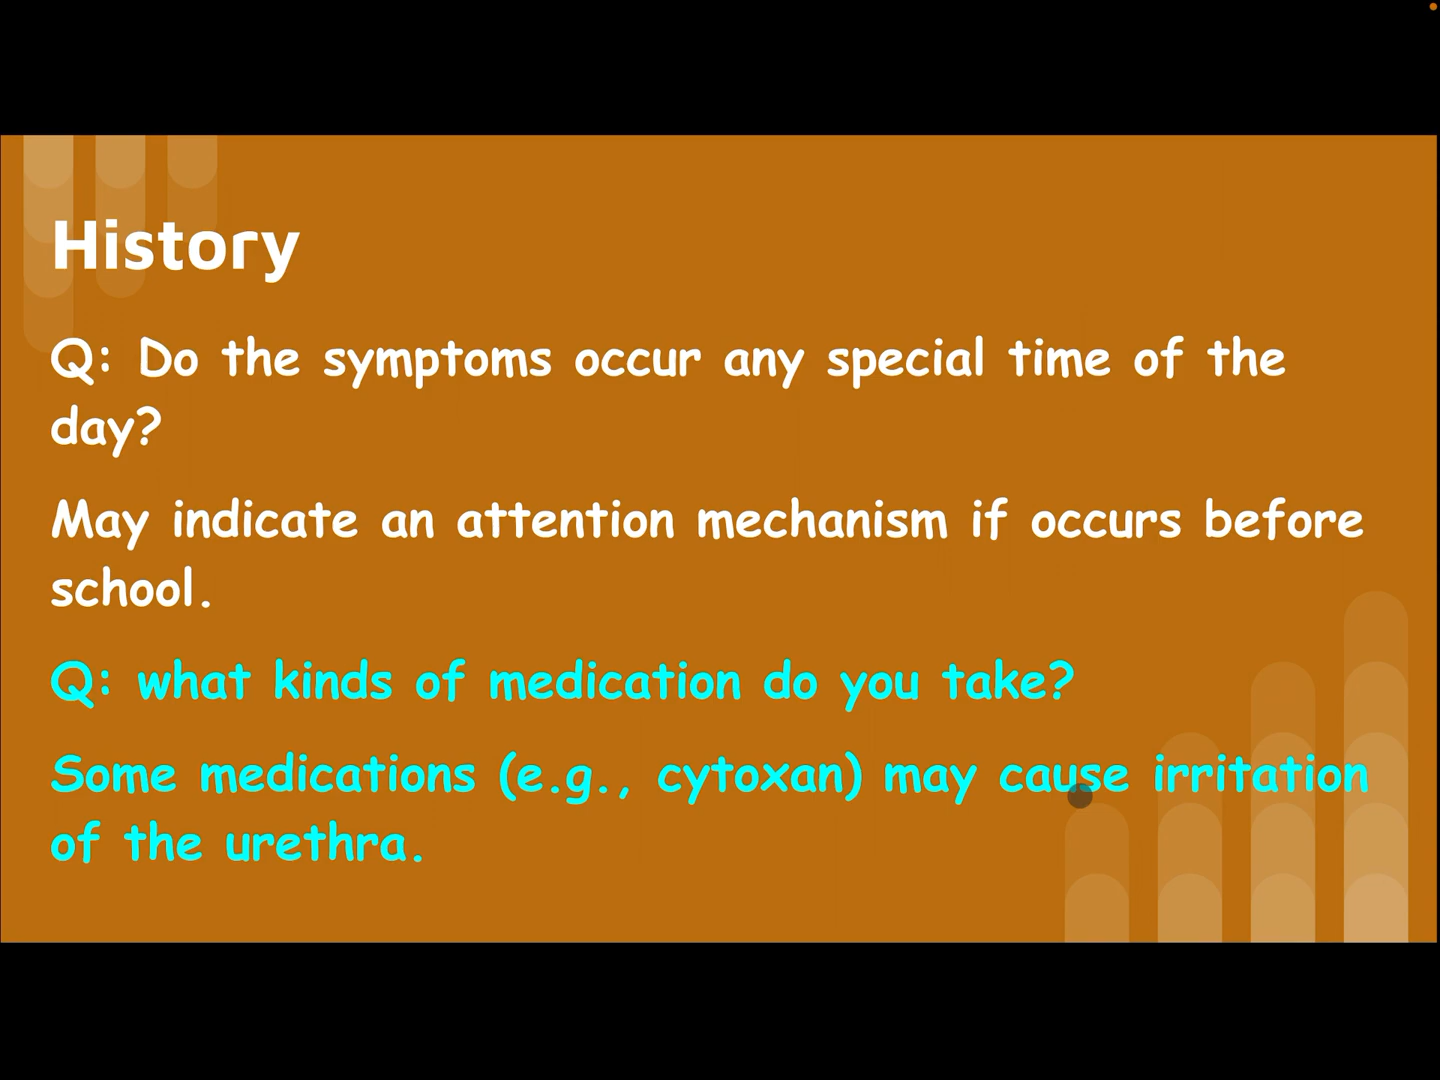 History
Q: Do the symptoms occur any special time of the
day?
May indicate an attention mechanism if occurs before
school.
Q: what kinds of medication do you take?
Some medications (e.g., cytoxan) may cause irritation
of the urethra.